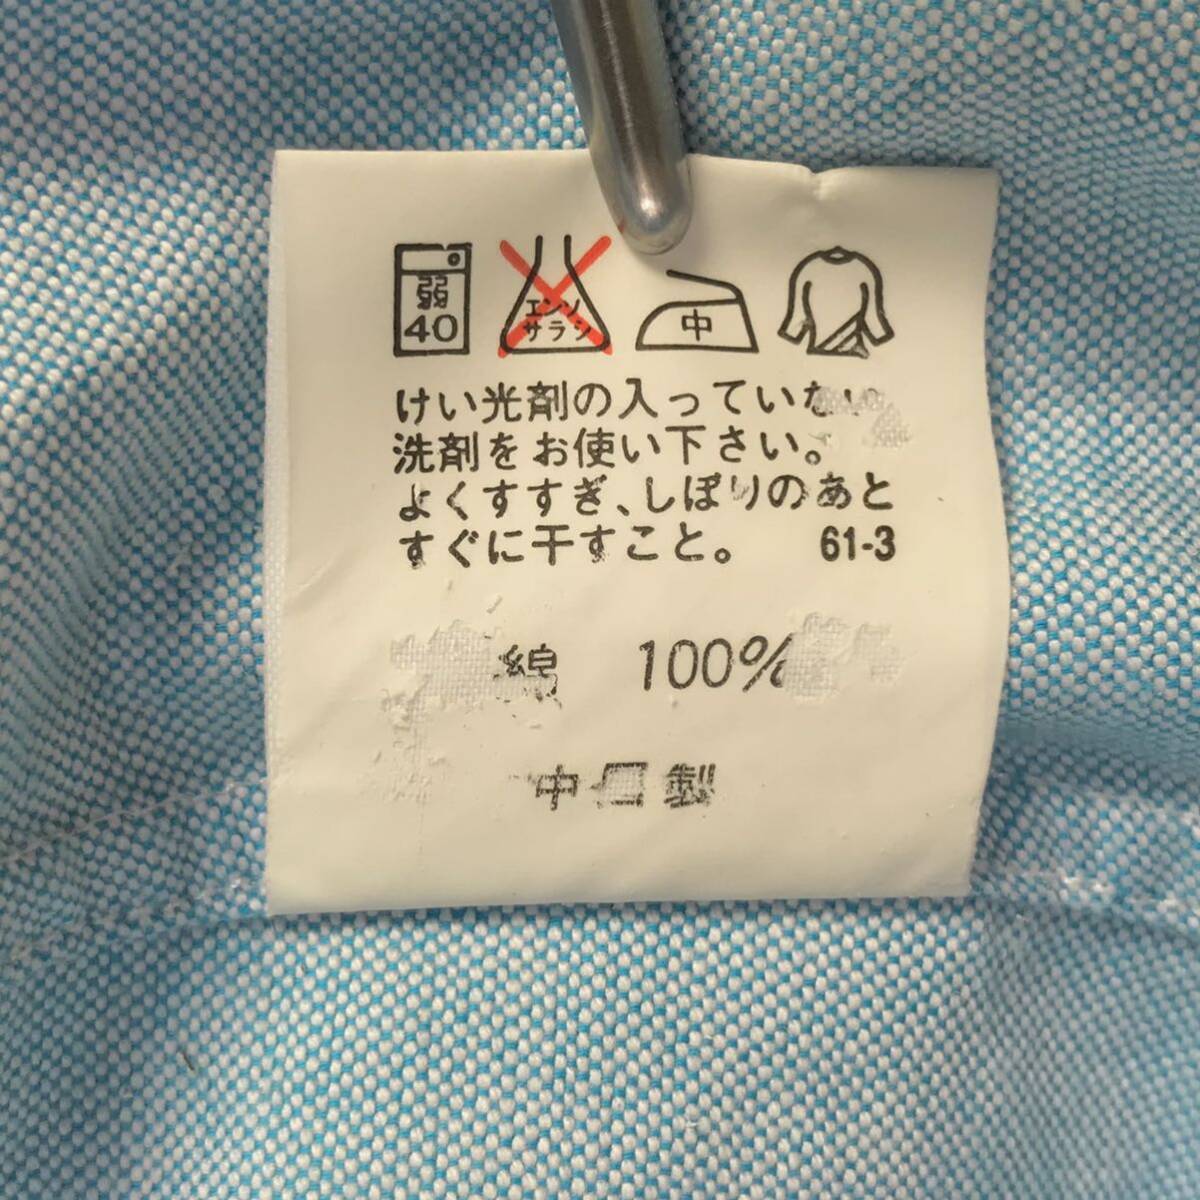 弱
40
エンソ
サラシ
中
けい光剤の入っていない
洗剤をお使い下さい。
よくすすぎ、しぼりのあと
すぐに干すこと。 61-3
綿 100%
中国製